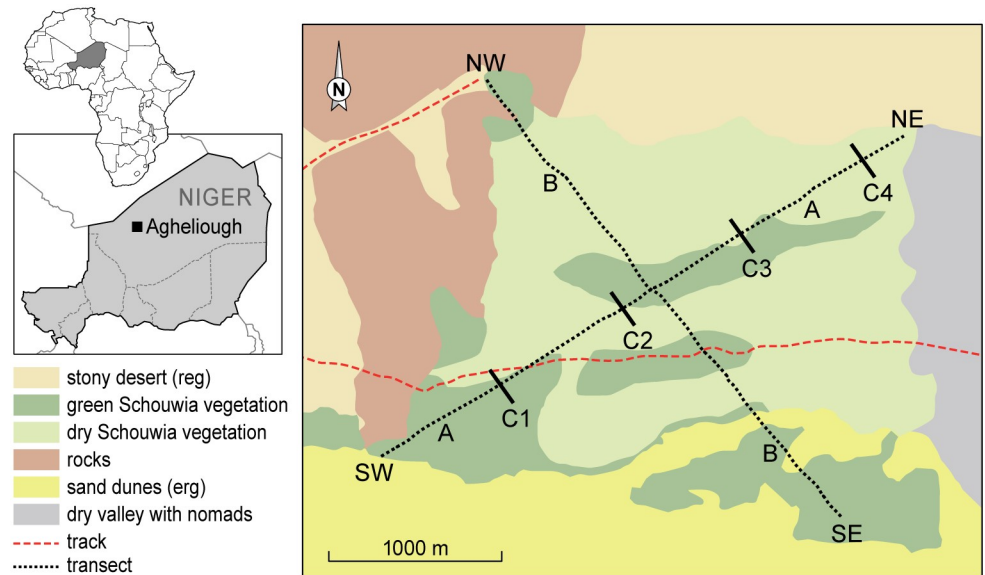 NIGER
Agheliough
stony desert (reg)
green Schouwia vegetation
dry Schouwia vegetation
rocks
sand dunes (erg)
dry valley with nomads
track
transect
N
NW
NE
B
C4
A
C3
C2
C1
A
SW
B
SE
1000 m